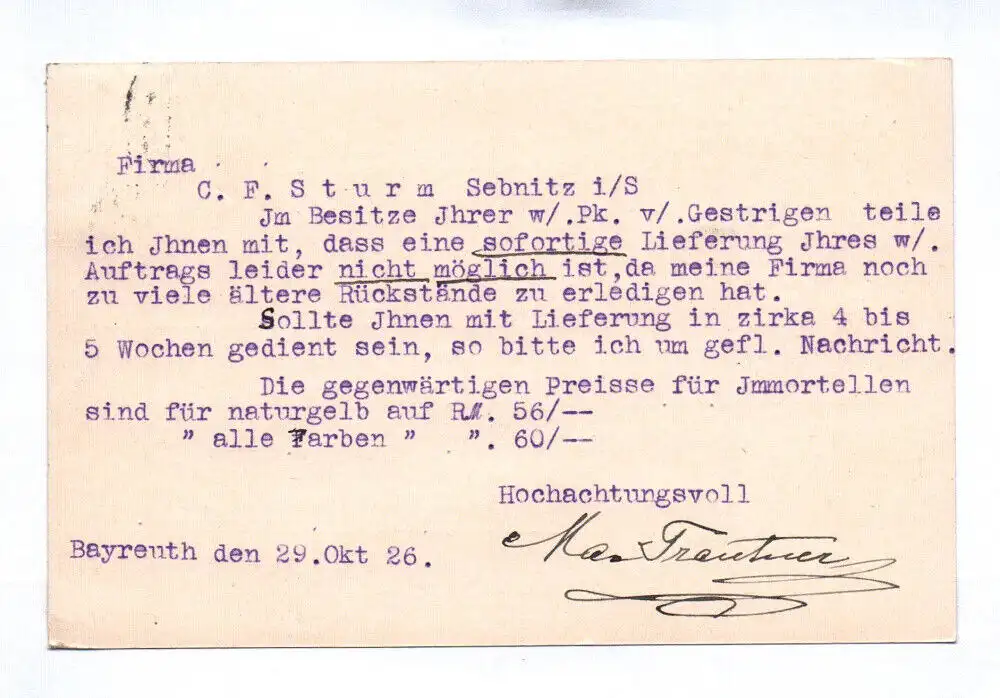 Firma
C. F. S t u r m Sebnitz i/S
Jm Besitze Jhrer w/.Pk. v/.Gestrigen teile
ich Jhnen mit, dass eine sofortige Lieferung Jhres w/.
Auftrags leider nicht möglich ist,da meine Firma noch
zu viele ältere Rückstände zu erledigen hat.
Sollte Jhnen mit Lieferung in zirka 4 bis
5 Wochen gedient sein, so bitte ich um gefl. Nachricht.
Die gegenwärtigen Preisse für Jmmortellen
sind für naturgelb auf RM. 56/--
" alle Farben " ". 60/--
Hochachtungsvoll
Max Trautner
Bayreuth den 29.Okt 26.